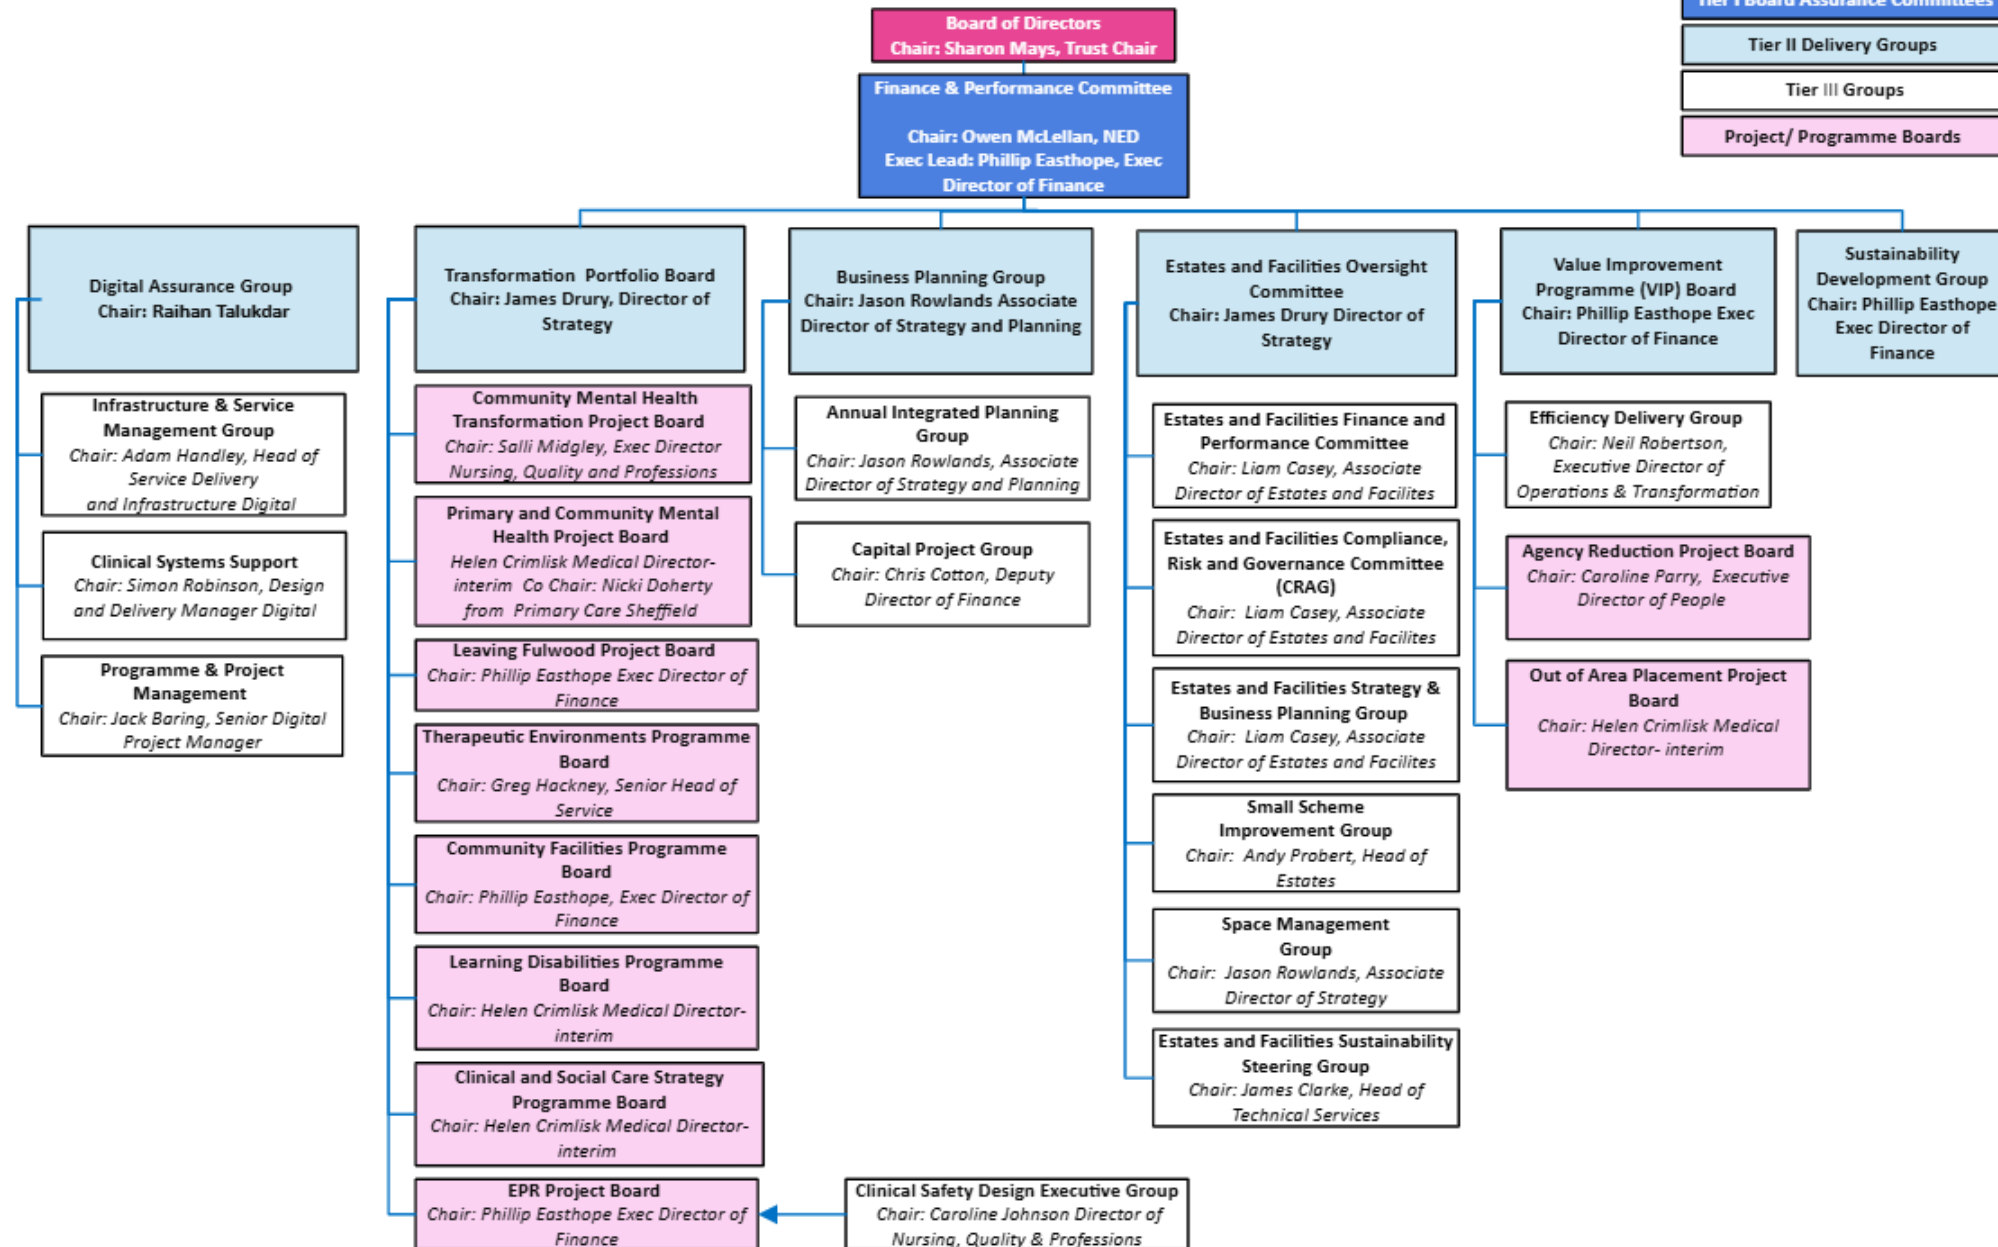 Tier I Board Assurance Committees
Tier II Delivery Groups
Tier III Groups
Project/ Programme Boards
Board of Directors
Chair: Sharon Mays, Trust Chair
Finance & Performance Committee
Chair: Owen McLellan, NED
Exec Lead: Phillip Easthope, Exec
Director of Finance
Digital Assurance Group
Chair: Raihan Talukdar
Infrastructure & Service
Management Group
Chair: Adam Handley, Head of
Service Delivery
and Infrastructure Digital
Clinical Systems Support
Chair: Simon Robinson, Design
and Delivery Manager Digital
Programme & Project
Management
Chair: Jack Baring, Senior Digital
Project Manager
Transformation Portfolio Board
Chair: James Drury, Director of
Strategy
Community Mental Health
Transformation Project Board
Chair: Salli Midgley, Exec Director
Nursing, Quality and Professions
Primary and Community Mental
Health Project Board
Helen Crimlisk Medical Director-
interim Co Chair: Nicki Doherty
from Primary Care Sheffield
Leaving Fulwood Project Board
Chair: Phillip Easthope Exec Director of
Finance
Therapeutic Environments Programme
Board
Chair: Greg Hackney, Senior Head of
Service
Community Facilities Programme
Board
Chair: Phillip Easthope, Exec Director of
Finance
Learning Disabilities Programme
Board
Chair: Helen Crimlisk Medical Director-
interim
Clinical and Social Care Strategy
Programme Board
Chair: Helen Crimlisk Medical Director-
interim
EPR Project Board
Chair: Phillip Easthope Exec Director of
Finance
Clinical Safety Design Executive Group
Chair: Caroline Johnson Director of
Nursing, Quality & Professions
Business Planning Group
Chair: Jason Rowlands Associate
Director of Strategy and Planning
Annual Integrated Planning
Group
Chair: Jason Rowlands, Associate
Director of Strategy and Planning
Capital Project Group
Chair: Chris Cotton, Deputy
Director of Finance
Estates and Facilities Oversight
Committee
Chair: James Drury Director of
Strategy
Estates and Facilities Finance and
Performance Committee
Chair: Liam Casey, Associate
Director of Estates and Facilites
Estates and Facilities Compliance,
Risk and Governance Committee
(CRAG)
Chair: Liam Casey, Associate
Director of Estates and Facilites
Estates and Facilities Strategy &
Business Planning Group
Chair: Liam Casey, Associate
Director of Estates and Facilites
Small Scheme
Improvement Group
Chair: Andy Probert, Head of
Estates
Space Management
Group
Chair: Jason Rowlands, Associate
Director of Strategy
Estates and Facilities Sustainability
Steering Group
Chair: James Clarke, Head of
Technical Services
Value Improvement
Programme (VIP) Board
Chair: Phillip Easthope Exec
Director of Finance
Efficiency Delivery Group
Chair: Neil Robertson,
Executive Director of
Operations & Transformation
Agency Reduction Project Board
Chair: Caroline Parry, Executive
Director of People
Out of Area Placement Project
Board
Chair: Helen Crimlisk Medical
Director- interim
Sustainability
Development Group
Chair: Phillip Easthope
Exec Director of
Finance